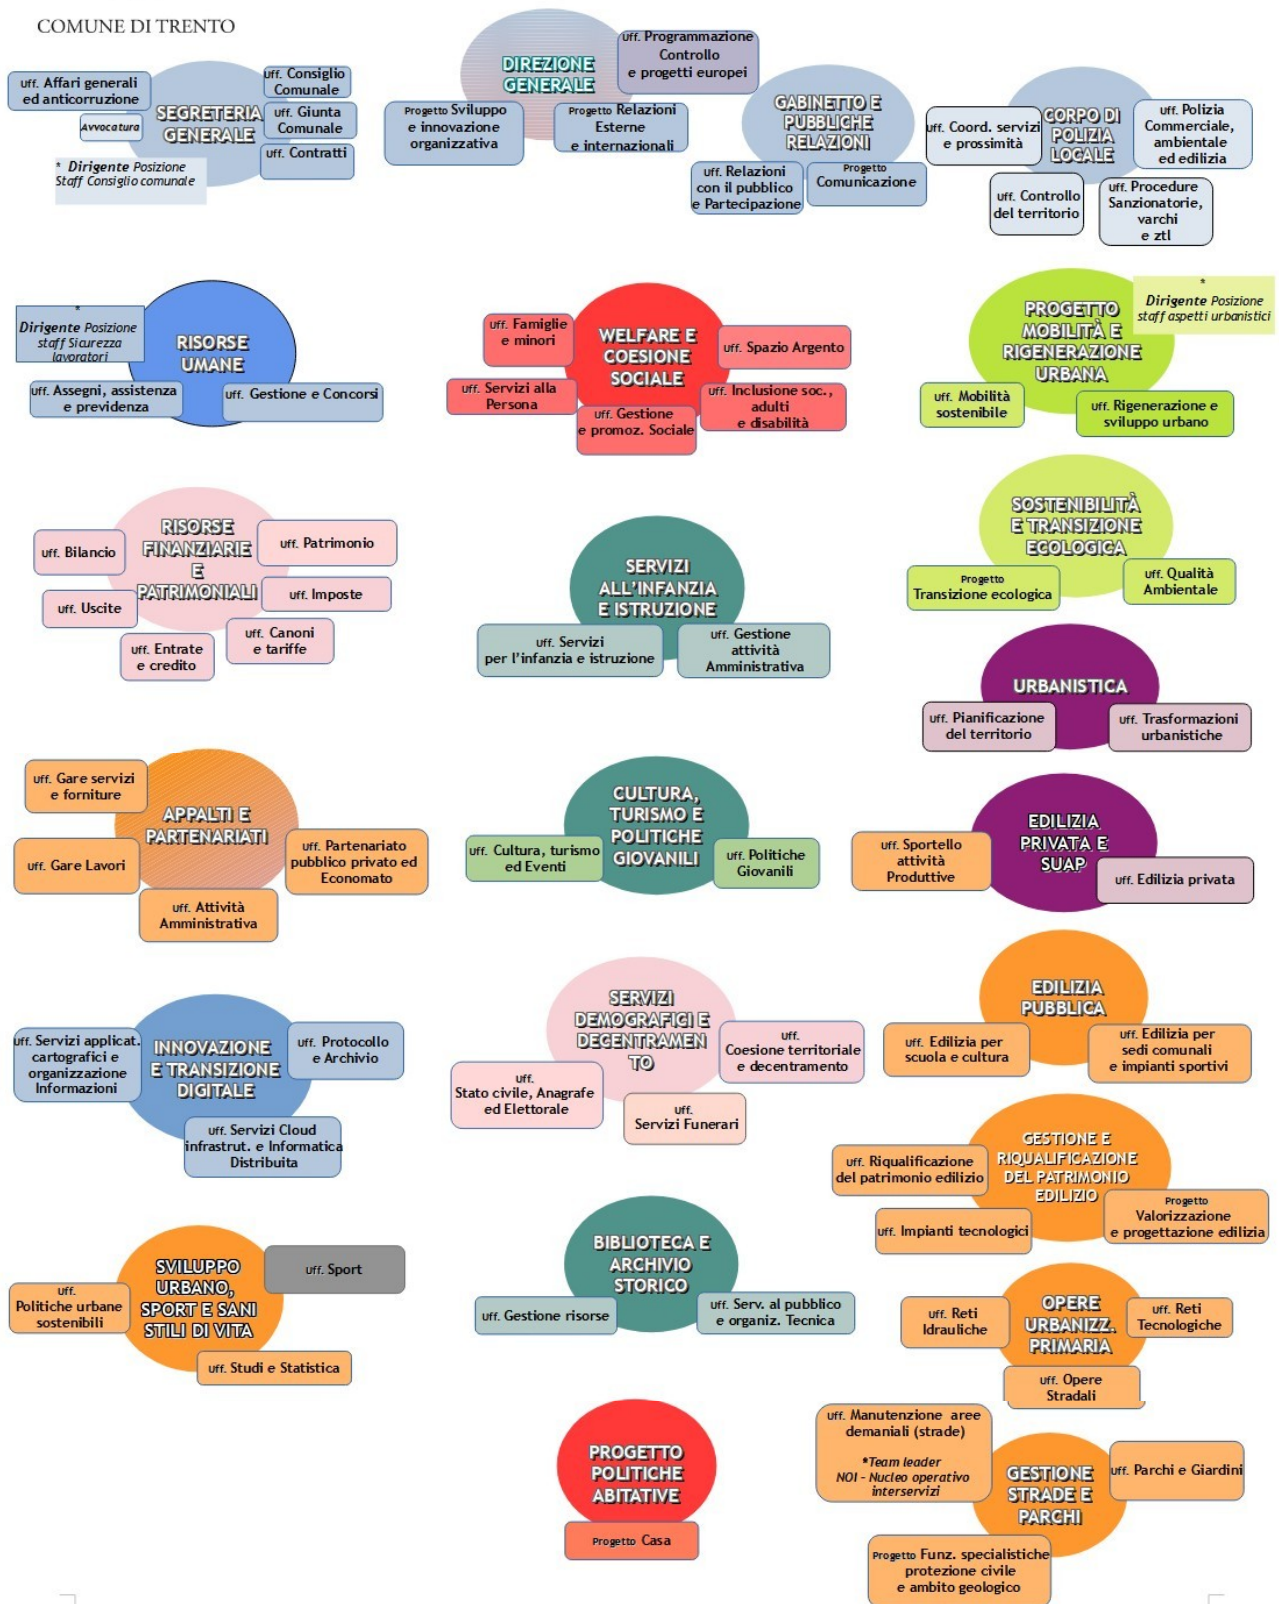 COMUNE DI TRENTO
Uff. Affari generali
ed anticorruzione
Avvocatura
* Dirigente Posizione
Staff Consiglio comunale
SEGRETERIA
GENERALE
Uff. Consiglio
Comunale
Uff. Giunta
Comunale
Uff. Contratti
DIREZIONE
GENERALE
Uff. Programmazione
Controllo
e progetti europei
Progetto Sviluppo
e innovazione
organizzativa
Progetto Relazioni
Esterne
e internazionali
GABINETTO E
PUBBLICHE
RELAZIONI
Uff. Relazioni
con il pubblico
e Partecipazione
Progetto
Comunicazione
CORPO DI
POLIZIA
LOCALE
Uff. Coord. servizi
e prossimità
Uff. Polizia
Commerciale,
ambientale
ed edilizia
Uff. Controllo
del territorio
Uff. Procedure
Sanzionatorie,
varchi
e ztl
*
Dirigente Posizione
staff Sicurezza
lavoratori
RISORSE
UMANE
Uff. Assegni, assistenza
e previdenza
Uff. Gestione e Concorsi
Uff. Famiglie
e minori
WELFARE E
COESIONE
SOCIALE
Uff. Spazio Argento
Uff. Servizi alla
Persona
Uff. Gestione
e promoz. Sociale
Uff. Inclusione soc.,
adulti
e disabilità
PROGETTO
MOBILITÀ E
RIGENERAZIONE
URBANA
*
Dirigente Posizione
staff aspetti urbanistici
Uff. Mobilità
sostenibile
Uff. Rigenerazione e
sviluppo urbano
RISORSE
FINANZIARIE
E
PATRIMONIALI
Uff. Bilancio
Uff. Patrimonio
Uff. Uscite
Uff. Imposte
Uff. Entrate
e credito
Uff. Canoni
e tariffe
SERVIZI
ALL'INFANZIA
E ISTRUZIONE
Uff. Servizi
per l'infanzia e istruzione
Uff. Gestione
attività
Amministrativa
SOSTENIBILITÀ
E TRANSIZIONE
ECOLOGICA
Progetto
Transizione ecologica
Uff. Qualità
Ambientale
URBANISTICA
Uff. Pianificazione
del territorio
Uff. Trasformazioni
urbanistiche
Uff. Gare servizi
e forniture
APPALTI E
PARTENARIATI
Uff. Gare Lavori
Uff. Partenariato
pubblico privato ed
Economato
Uff. Attività
Amministrativa
CULTURA,
TURISMO E
POLITICHE
GIOVANILI
Uff. Cultura, turismo
ed Eventi
Uff. Politiche
Giovanili
EDILIZIA
PRIVATA E
SUAP
Uff. Sportello
attività
Produttive
Uff. Edilizia privata
EDILIZIA
PUBBLICA
Uff. Edilizia per
scuola e cultura
Uff. Edilizia per
sedi comunali
e impianti sportivi
Uff. Servizi applicat.
cartografici e
organizzazione
Informazioni
INNOVAZIONE
E TRANSIZIONE
DIGITALE
Uff. Protocollo
e Archivio
Uff. Servizi Cloud
infrastrut. e Informatica
Distribuita
SERVIZI
DEMOGRAFICI E
DECENTRAMEN
TO
Uff.
Coesione territoriale
e decentramento
Uff.
Stato civile, Anagrafe
ed Elettorale
Uff.
Servizi Funerari
GESTIONE E
RIQUALIFICAZIONE
DEL PATRIMONIO
EDILIZIO
Uff. Riqualificazione
del patrimonio edilizio
Uff. Impianti tecnologici
Progetto
Valorizzazione
e progettazione edilizia
SVILUPPO
URBANO,
SPORT E SANI
STILI DI VITA
Uff. Sport
Uff.
Politiche urbane
sostenibili
Uff. Studi e Statistica
BIBLIOTECA E
ARCHIVIO
STORICO
Uff. Gestione risorse
Uff. Serv. al pubblico
e organiz. Tecnica
OPERE
URBANIZZ.
PRIMARIA
Uff. Reti
Idrauliche
Uff. Reti
Tecnologiche
Uff. Opere
Stradali
PROGETTO
POLITICHE
ABITATIVE
Progetto Casa
Uff. Manutenzione aree
demaniali (strade)
*Team leader
NOI - Nucleo operativo
interservizi
GESTIONE
STRADE E
PARCHI
Uff. Parchi e Giardini
Progetto Funz. specialistiche
protezione civile
e ambito geologico